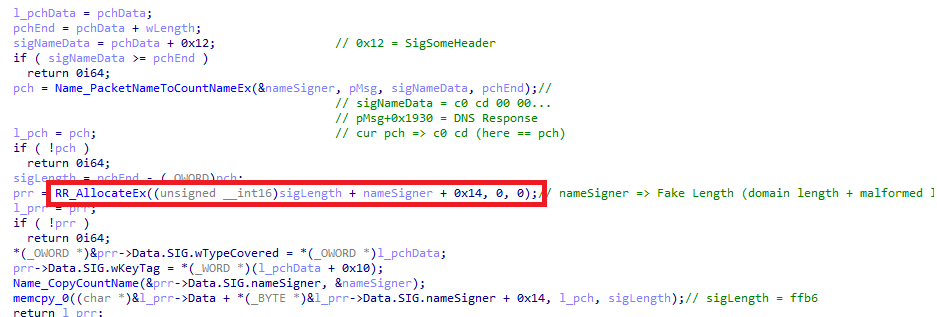 l_pchData = pchData;
pchEnd = pchData + wLength;
sigNameData = pchData + 0x12; // 0x12 = SigSomeHeader
if ( sigNameData >= pchEnd )
return 0i64;
pch = Name_PacketNameToCountNameEx(&nameSigner, pMsg, sigNameData, pchEnd);//
// sigNameData = c0 cd 00 00...
// pMsg+0x1930 = DNS Response
l_pch = pch; // cur pch => c0 cd (here == pch)
if ( !pch )
return 0i64;
sigLength = pchEnd - (_QWORD)pch;
prr = RR_AllocateEx((unsigned __int16)sigLength + nameSigner + 0x14, 0, 0);// nameSigner => Fake Length (domain length + malformed l
l_prr = prr;
if ( !prr )
return 0i64;
*(_OWORD *)&prr->Data.SIG.wTypeCovered = *(_OWORD *)l_pchData;
prr->Data.SIG.wKeyTag = *(_WORD *)(l_pchData + 0x10);
Name_CopyCountName(&prr->Data.SIG.nameSigner, &nameSigner);
memcpy_0((char *)&l_prr->Data + *(_BYTE *)&l_prr->Data.SIG.nameSigner + 0x14, l_pch, sigLength);// sigLength = ffb6
return l_prr;